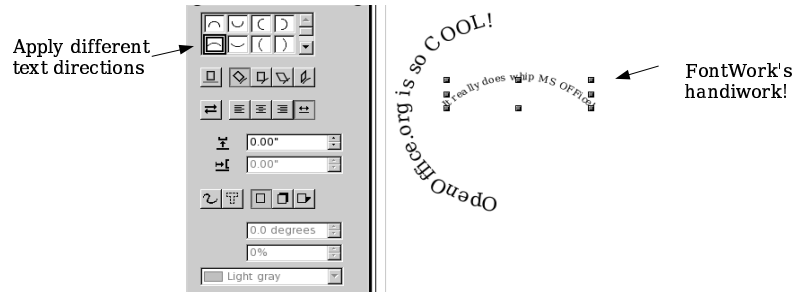 Apply different
text directions
0.00"
0.00"
0.0 degrees
0%
Light gray
OpenOffice.org is so COOL!
It really does whip MS OFFice!
FontWork's
handiwork!